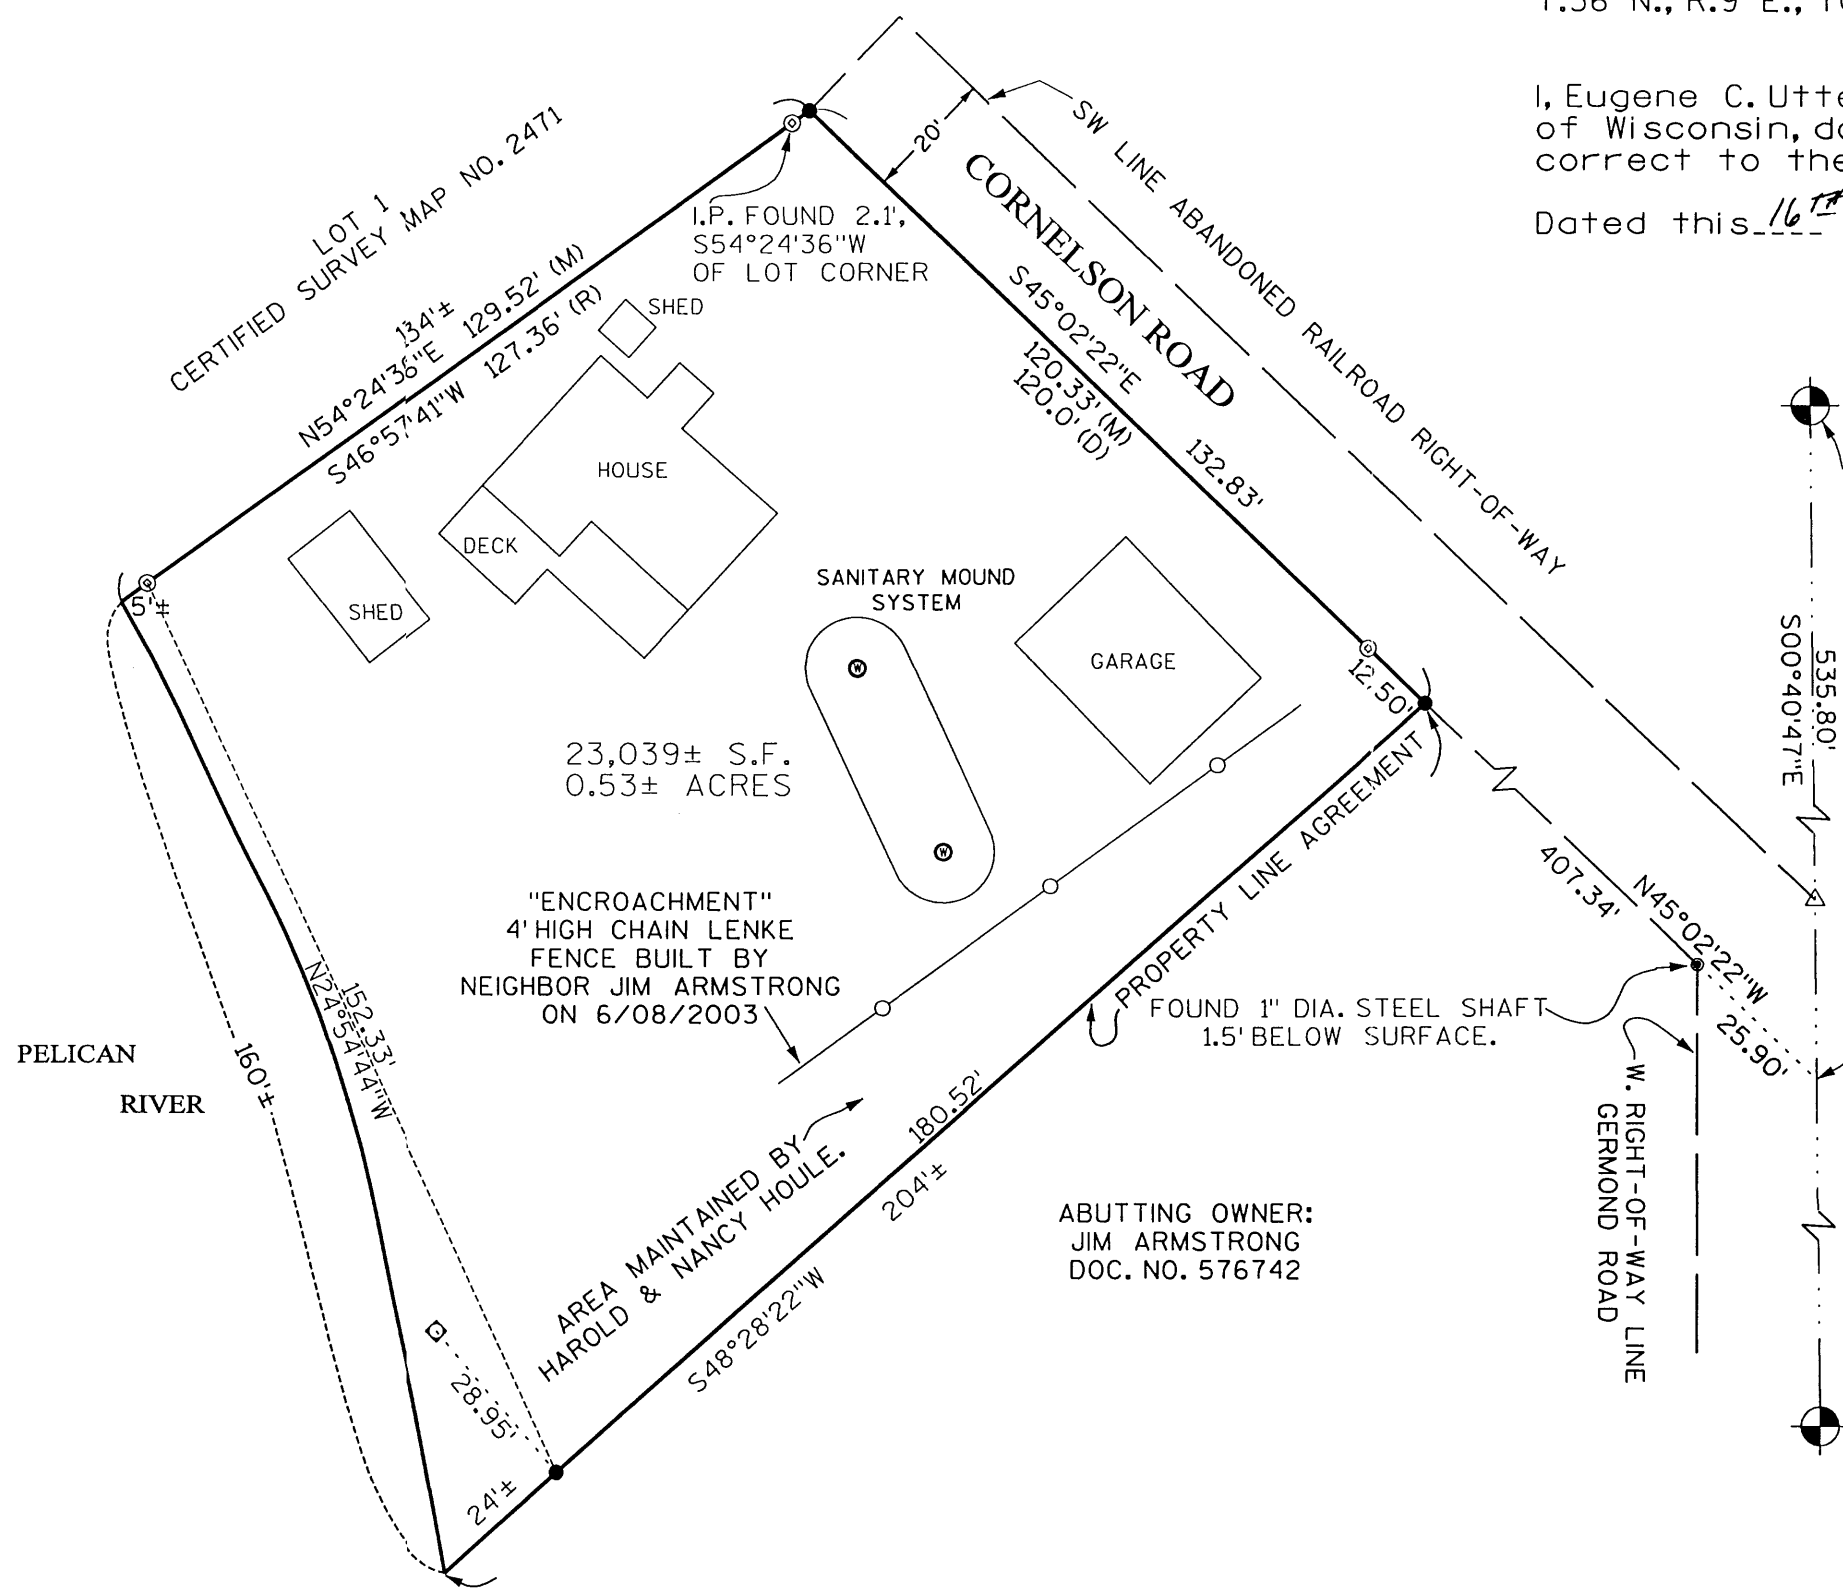 I, Eugene C. Utte
of Wisconsin, do
correct to the
Dated this 16TH
LOT 1
CERTIFIED SURVEY MAP NO. 2471
134'±
N54°24'36"E 129.52' (M)
S46°57'41"W 127.36' (R)
I.P. FOUND 2.1',
S54°24'36"W
OF LOT CORNER
20'
SW LINE ABANDONED RAILROAD RIGHT-OF-WAY
CORNELSON ROAD
S45°02'22"E
120.33' (M)
120.0' (D)
132.83'
12.50'
SHED
HOUSE
DECK
SHED
SANITARY MOUND
SYSTEM
W
W
GARAGE
5'±
23,039± S.F.
0.53± ACRES
"ENCROACHMENT"
4' HIGH CHAIN LENKE
FENCE BUILT BY
NEIGHBOR JIM ARMSTRONG
ON 6/08/2003
PROPERTY LINE AGREEMENT
FOUND 1" DIA. STEEL SHAFT
1.5' BELOW SURFACE.
407.34'
N45°02'22"W
25.90'
535.80'
S00°40'47"E
W. RIGHT-OF-WAY LINE
GERMOND ROAD
PELICAN
RIVER
160'±
152.33'
N24°54'44"W
AREA MAINTAINED BY
HAROLD & NANCY HOULE.
180.52'
204'±
S48°28'22"W
ABUTTING OWNER:
JIM ARMSTRONG
DOC. NO. 576742
28.95'
24'±